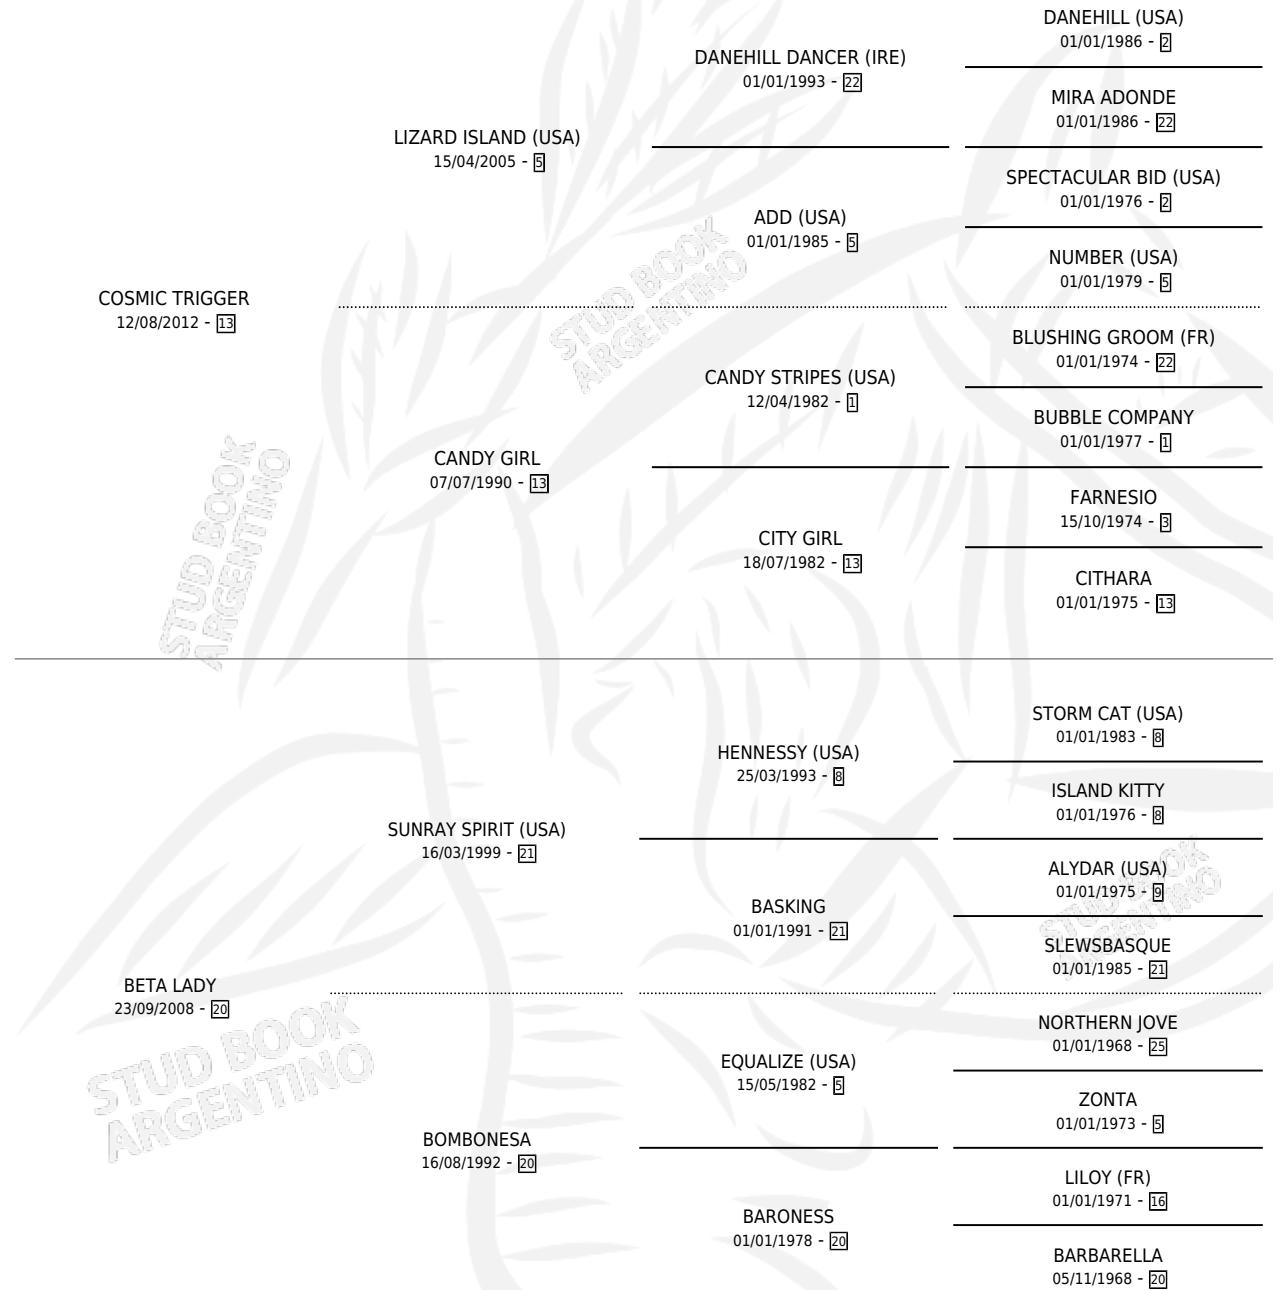 DANEHILL (USA)
01/01/1986 - 2
DANEHILL DANCER (IRE)
01/01/1993 - 22
MIRA ADONDE
01/01/1986 - 22
LIZARD ISLAND (USA)
15/04/2005 - 5
SPECTACULAR BID (USA)
01/01/1976 - 2
ADD (USA)
01/01/1985 - 5
NUMBER (USA)
01/01/1979 - 5
COSMIC TRIGGER
12/08/2012 - 13
BLUSHING GROOM (FR)
01/01/1974 - 22
CANDY STRIPES (USA)
12/04/1982 - 1
BUBBLE COMPANY
01/01/1977 - 1
CANDY GIRL
07/07/1990 - 13
FARNESIO
15/10/1974 - 3
CITY GIRL
18/07/1982 - 13
CITHARA
01/01/1975 - 13
STORM CAT (USA)
01/01/1983 - 8
HENNESSY (USA)
25/03/1993 - 8
ISLAND KITTY
01/01/1976 - 8
SUNRAY SPIRIT (USA)
16/03/1999 - 21
ALYDAR (USA)
01/01/1975 - 9
BASKING
01/01/1991 - 21
SLEWSBASQUE
01/01/1985 - 21
BETA LADY
23/09/2008 - 20
NORTHERN JOVE
01/01/1968 - 25
EQUALIZE (USA)
15/05/1982 - 5
ZONTA
01/01/1973 - 5
BOMBONESA
16/08/1992 - 20
LILOY (FR)
01/01/1971 - 16
BARONESS
01/01/1978 - 20
BARBARELLA
05/11/1968 - 20
STUD BOOK
ARGENTINO
STUD BOOK
ARGENTINO
STUD BOOK
ARGENTINO
STUD BOOK
ARGENTINO